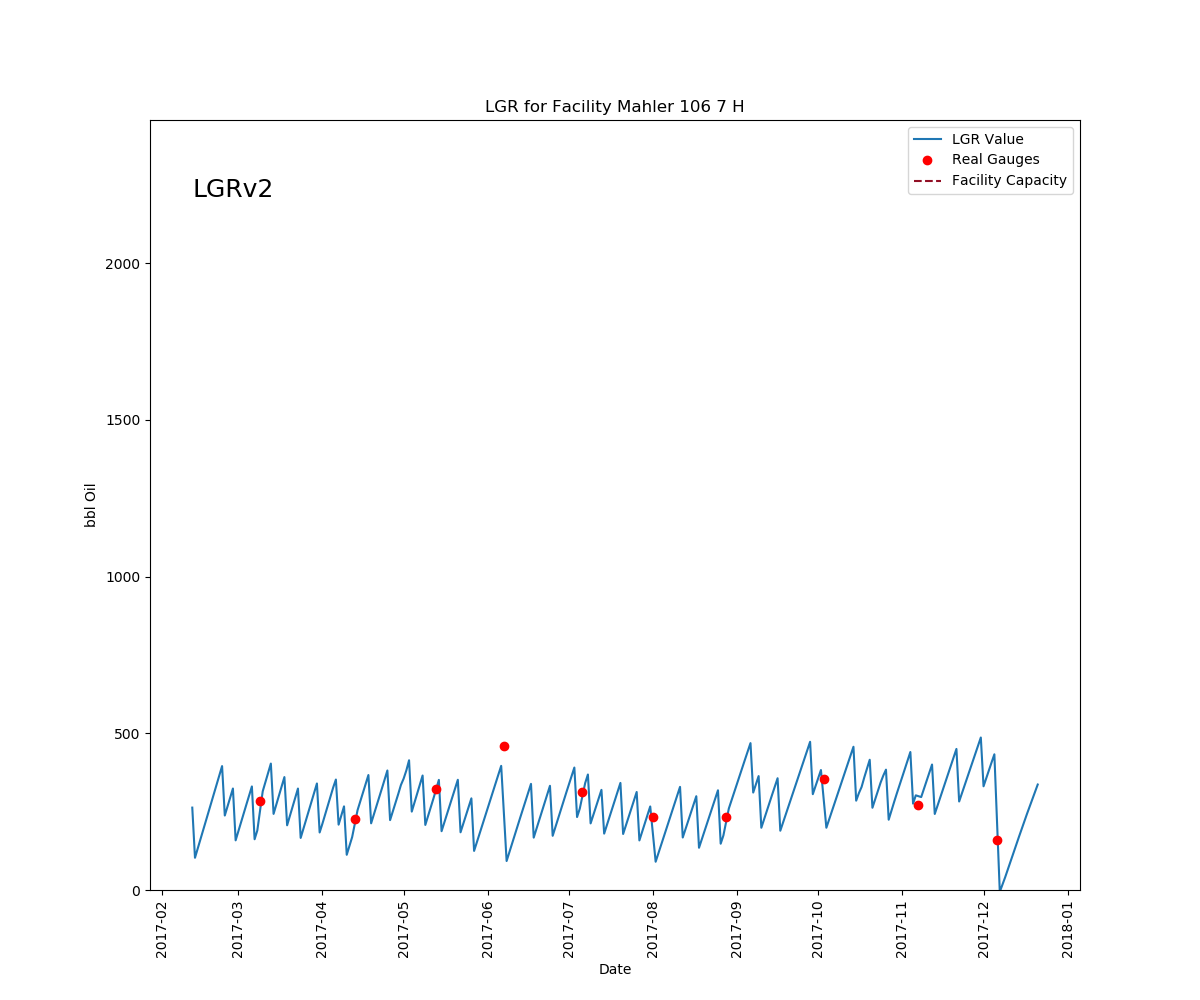 LGR for Facility Mahler 106 7 H
LGRv2
LGR Value
Real Gauges
Facility Capacity
bbl Oil
2000
1500
1000
500
0
2017-02
2017-03
2017-04
2017-05
2017-06
2017-07
2017-08
2017-09
2017-10
2017-11
2017-12
2018-01
Date